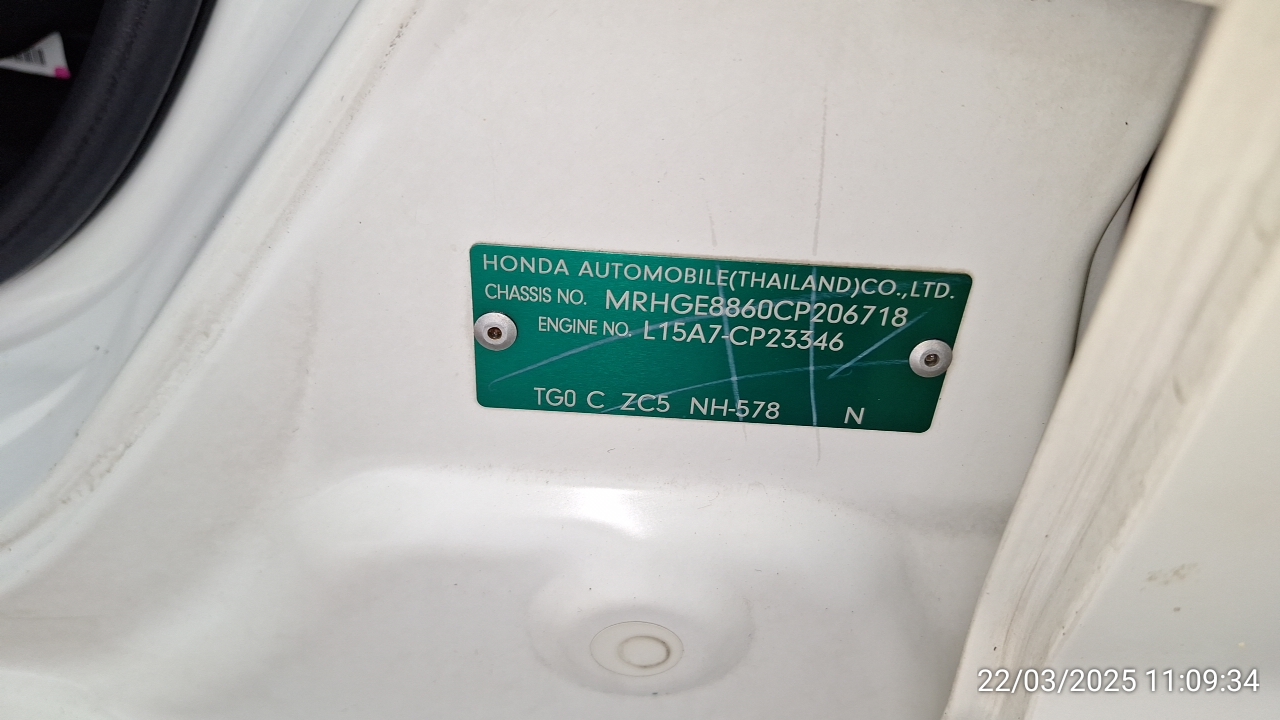 HONDA AUTOMOBILE(THAILAND)CO.,LTD.
CHASSIS NO. MRHGE8860CP206718
ENGINE NO. L15A7-CP23346
TG0 C ZC5 NH-578 N
22/03/2025 11:09:34